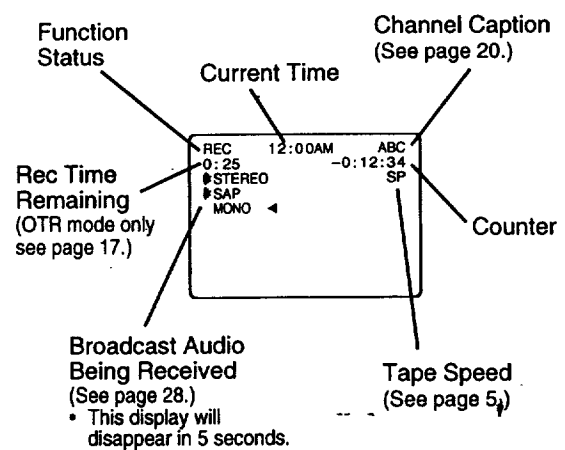 Function
Status
Current Time
Channel Caption
(See page 20.)
REC 12:00AM ABC
0:25 −0:12:34
STEREO SP
SAP
MONO ◄
Rec Time
Remaining
(OTR mode only
see page 17.)
Counter
Broadcast Audio
Being Received
(See page 28.)
• This display will
disappear in 5 seconds.
Tape Speed
(See page 5.)